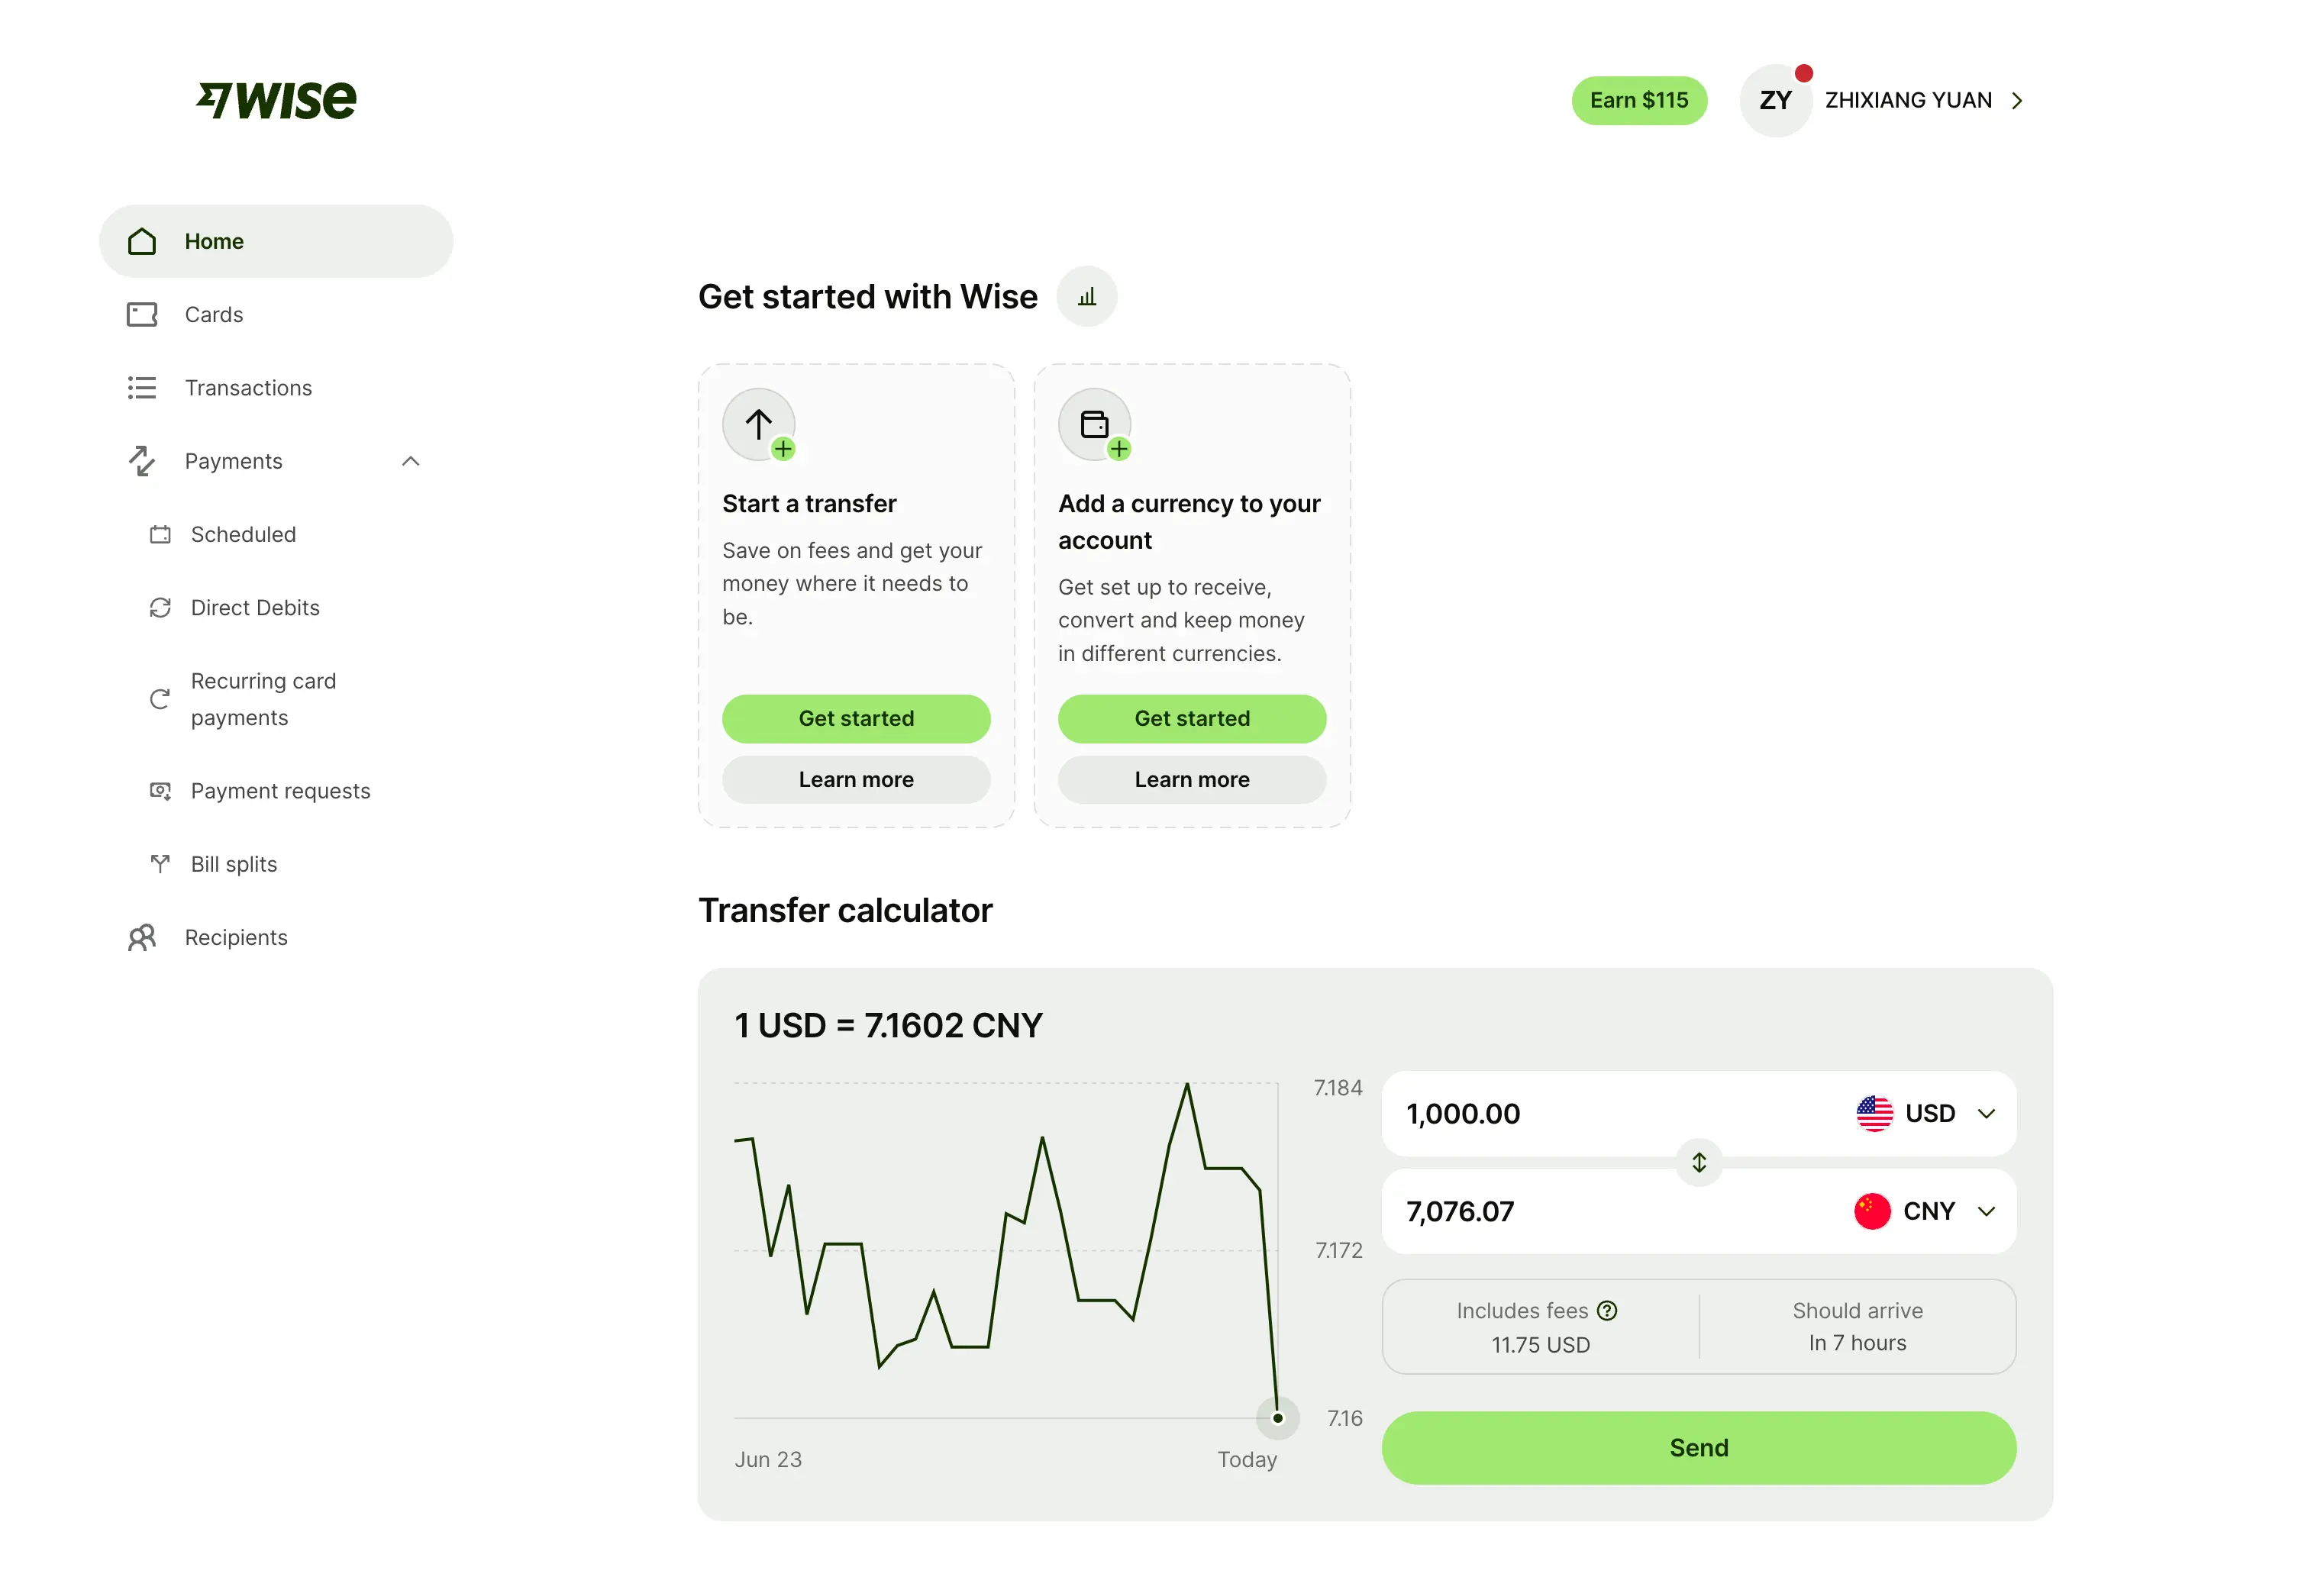 wise
Earn $115
ZY
ZHIXIANG YUAN
Home
Cards
Transactions
Payments
Scheduled
Direct Debits
Recurring card
payments
Payment requests
Bill splits
Recipients
Get started with Wise
Start a transfer
Save on fees and get your
money where it needs to
be.
Get started
Learn more
Add a currency to your
account
Get set up to receive,
convert and keep money
in different currencies.
Get started
Learn more
Transfer calculator
1 USD = 7.1602 CNY
7.184
7.172
7.16
Jun 23
Today
1,000.00
USD
7,076.07
CNY
Includes fees
11.75 USD
Should arrive
In 7 hours
Send